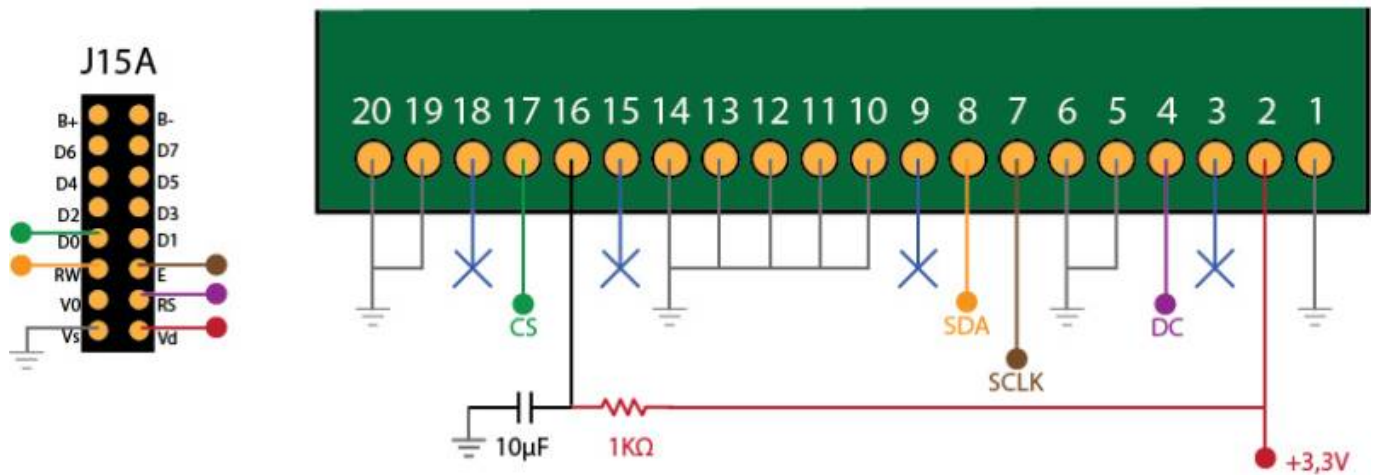 J15A
B+ B-
D6 D7
D4 D5
D2 D3
D0 D1
RW E
V0 RS
Vs Vd
20 19 18 17 16 15 14 13 12 11 10 9 8 7 6 5 4 3 2 1
CS SDA DC
SCLK
10µF 1KΩ
+3,3V